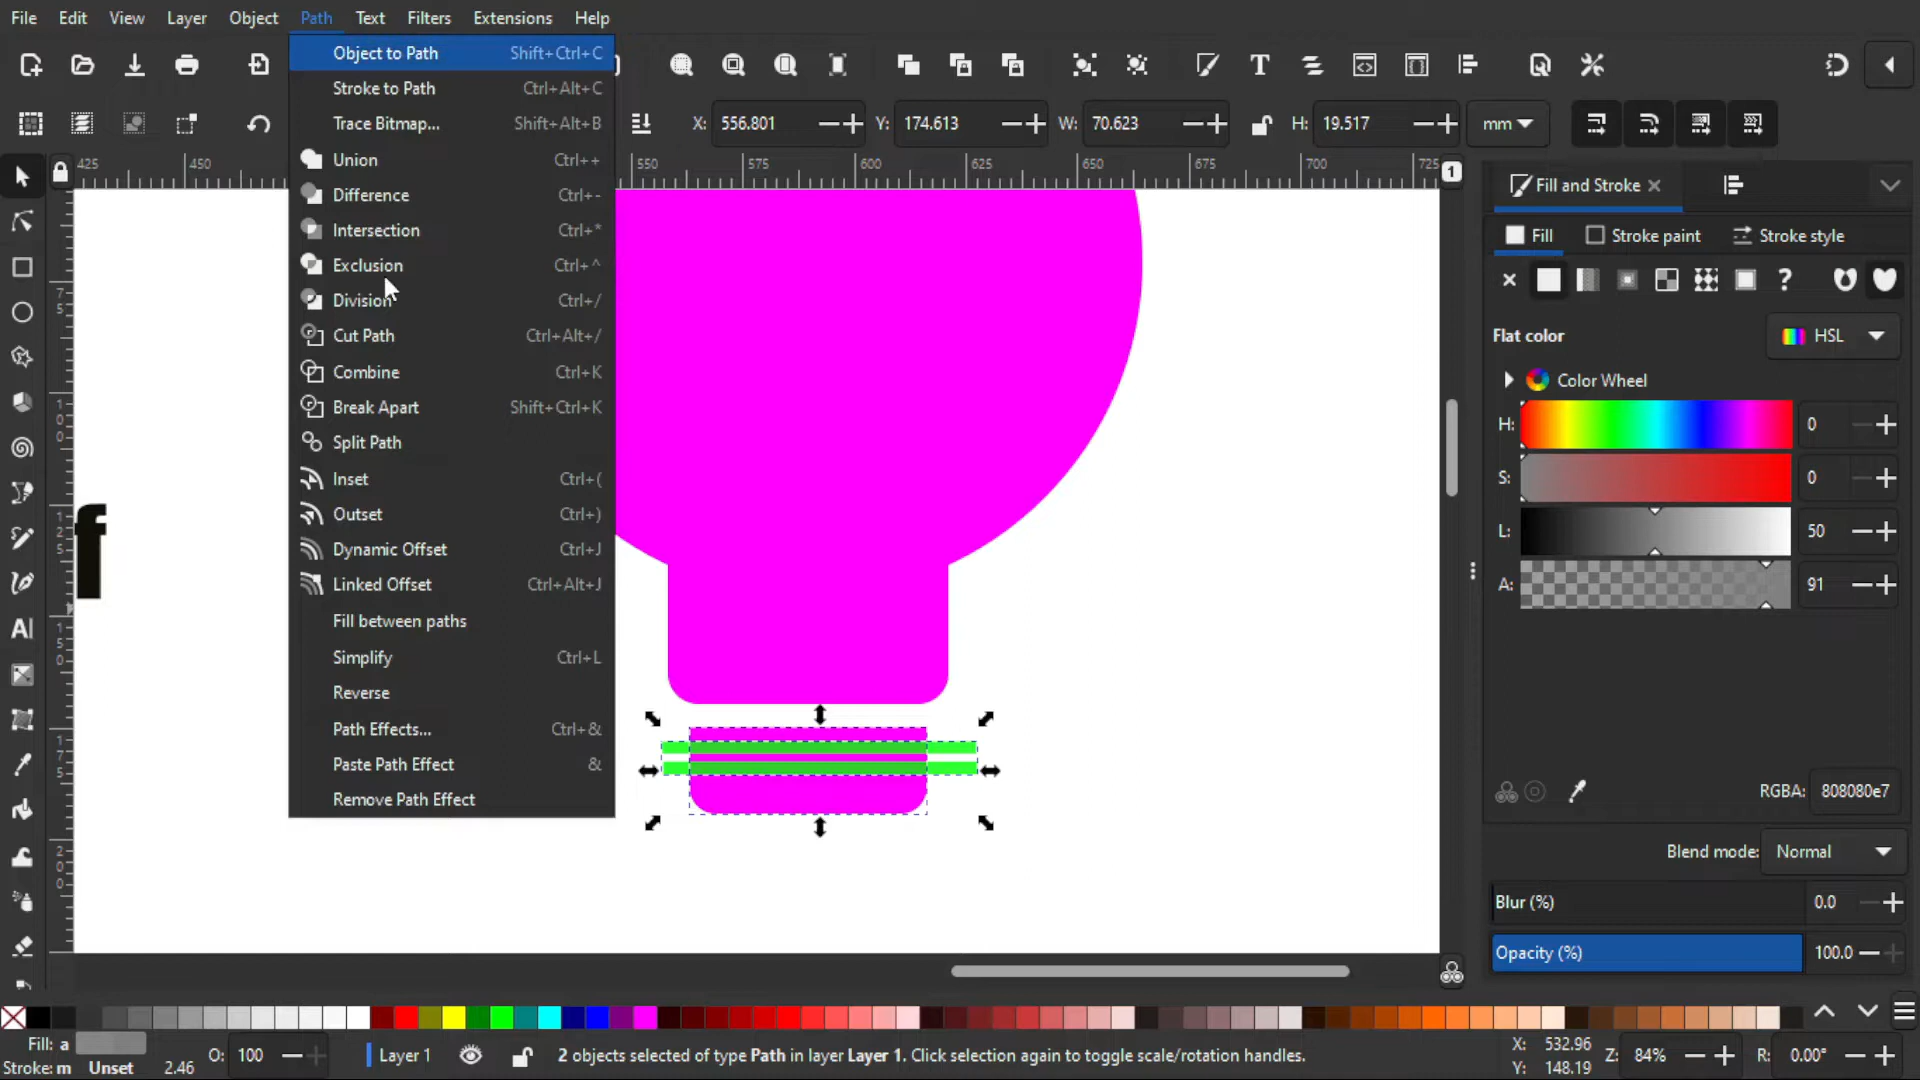 File Edit View Layer Object Path Text Filters Extensions Help
X: 556.801 Y: 174.613 W: 70.623 H: 19.517 mm
Object to Path Shift+Ctrl+C
Stroke to Path Ctrl+Alt+C
Trace Bitmap... Shift+Alt+B
Union Ctrl++
Difference Ctrl+-
Intersection Ctrl+*
Exclusion Ctrl+^
Division Ctrl+/
Cut Path Ctrl+Alt+/
Combine Ctrl+K
Break Apart Shift+Ctrl+K
Split Path
Inset Ctrl+(
Outset Ctrl+)
Dynamic Offset Ctrl+J
Linked Offset Ctrl+Alt+J
Fill between paths
Simplify Ctrl+L
Reverse
Path Effects... Ctrl+&
Paste Path Effect &
Remove Path Effect
425 450 550 575 600 625 650 675 700 725
1
f
Fill and Stroke
Fill Stroke paint Stroke style
?
Flat color HSL
Color Wheel
H: 0
S: 0
L: 50
A: 91
RGBA: 808080e7
Blend mode: Normal
Blur (%) 0.0
Opacity (%) 100.0
Fill: a
Stroke: m Unset 2.46
O: 100
Layer 1
2 objects selected of type Path in layer Layer 1. Click selection again to toggle scale/rotation handles.
X: 532.96
Y: 148.19
Z: 84%
R: 0.00°